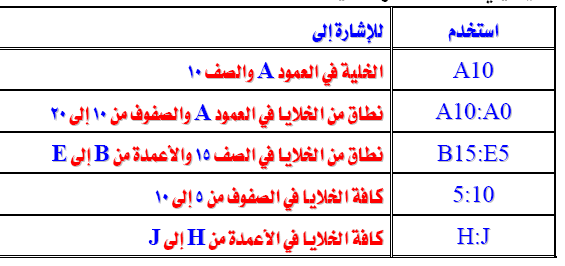 استخدم للإشارة إلى
A10 الخلية في العمود A والصف ١٠
A10:A0 نطاق من الخلايا في العمود A والصفوف من ١٠ إلى ٢٠
B15:E5 نطاق من الخلايا في الصف ١٥ والأعمدة من B إلى E
5:10 كافة الخلايا في الصفوف من ٥ إلى ١٠
H:J كافة الخلايا في الأعمدة من H إلى J